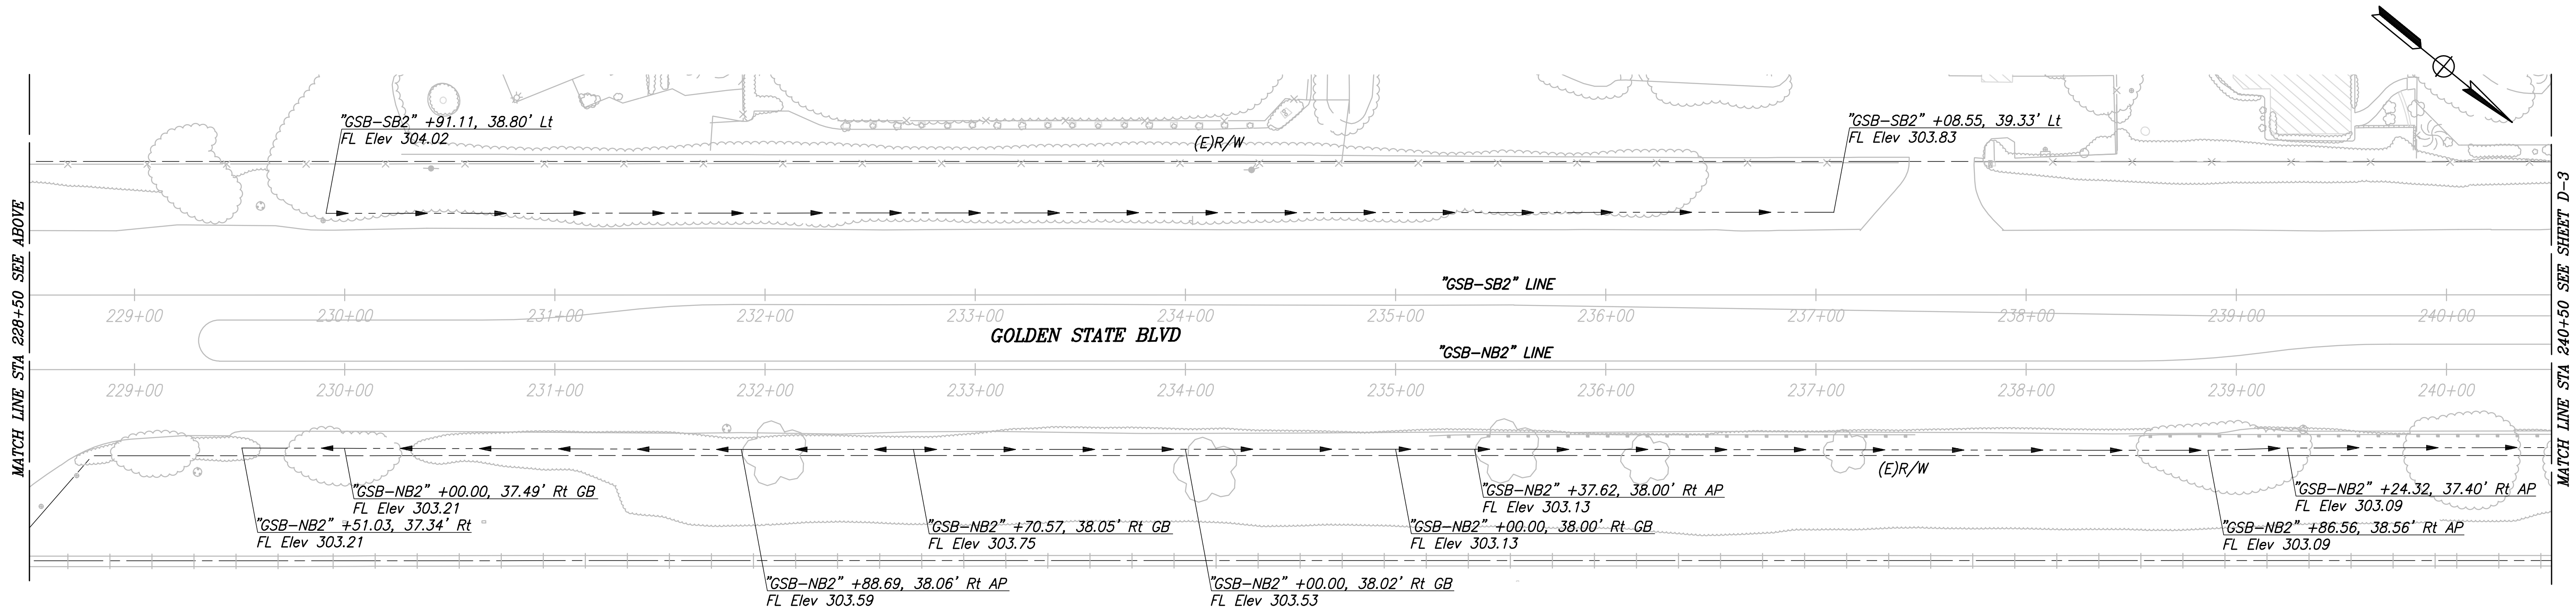 "GSB-SB2" +91.11, 38.80' Lt
FL Elev 304.02
(E)R/W
"GSB-SB2" +08.55, 39.33' Lt
FL Elev 303.83
MATCH LINE STA 228+50 SEE ABOVE
MATCH LINE STA 240+50 SEE SHEET D-3
"GSB-SB2" LINE
229+00 230+00 231+00 232+00 233+00 234+00 235+00 236+00 237+00 238+00 239+00 240+00
GOLDEN STATE BLVD
"GSB-NB2" LINE
229+00 230+00 231+00 232+00 233+00 234+00 235+00 236+00 237+00 238+00 239+00 240+00
(E)R/W
"GSB-NB2" +00.00, 37.49' Rt GB
FL Elev 303.21
"GSB-NB2" +51.03, 37.34' Rt
FL Elev 303.21
"GSB-NB2" +88.69, 38.06' Rt AP
FL Elev 303.59
"GSB-NB2" +70.57, 38.05' Rt GB
FL Elev 303.75
"GSB-NB2" +00.00, 38.02' Rt GB
FL Elev 303.53
"GSB-NB2" +37.62, 38.00' Rt AP
FL Elev 303.13
"GSB-NB2" +00.00, 38.00' Rt GB
FL Elev 303.13
"GSB-NB2" +24.32, 37.40' Rt AP
FL Elev 303.09
"GSB-NB2" +86.56, 38.56' Rt AP
FL Elev 303.09